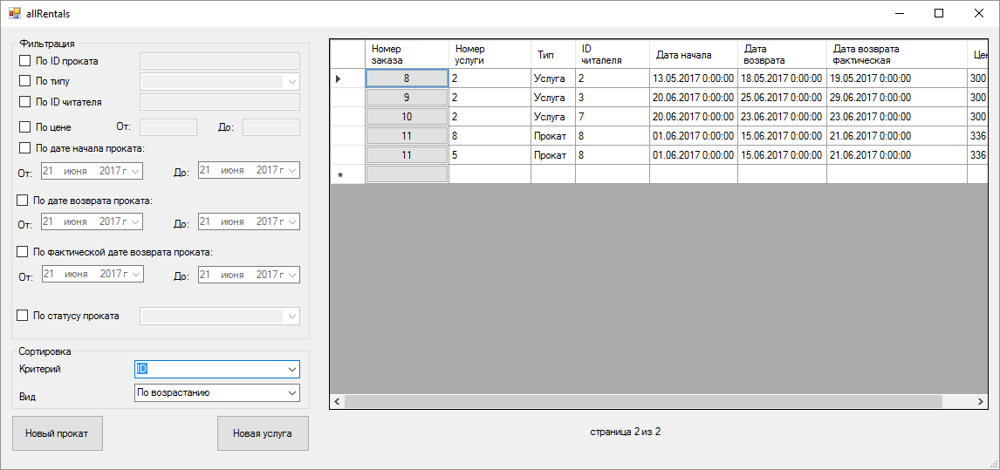 allRentals
Фильтрация
По ID проката
По типу
По ID читателя
По цене От: До:
По дате начала проката:
От: 21 июня 2017 г До: 21 июня 2017 г
По дате возврата проката:
От: 21 июня 2017 г До: 21 июня 2017 г
По фактической дате возврата проката:
От: 21 июня 2017 г До: 21 июня 2017 г
По статусу проката
Сортировка
Критерий ID
Вид По возрастанию
Новый прокат Новая услуга
Номер заказа Номер услуги Тип ID читалеля Дата начала Дата возврата Дата возврата фактическая Цен
8 2 Услуга 2 13.05.2017 0:00:00 18.05.2017 0:00:00 19.05.2017 0:00:00 300
9 2 Услуга 3 20.06.2017 0:00:00 25.06.2017 0:00:00 29.06.2017 0:00:00 300
10 2 Услуга 7 20.06.2017 0:00:00 23.06.2017 0:00:00 23.06.2017 0:00:00 300
11 8 Прокат 8 01.06.2017 0:00:00 15.06.2017 0:00:00 21.06.2017 0:00:00 336
11 5 Прокат 8 01.06.2017 0:00:00 15.06.2017 0:00:00 21.06.2017 0:00:00 336
страница 2 из 2